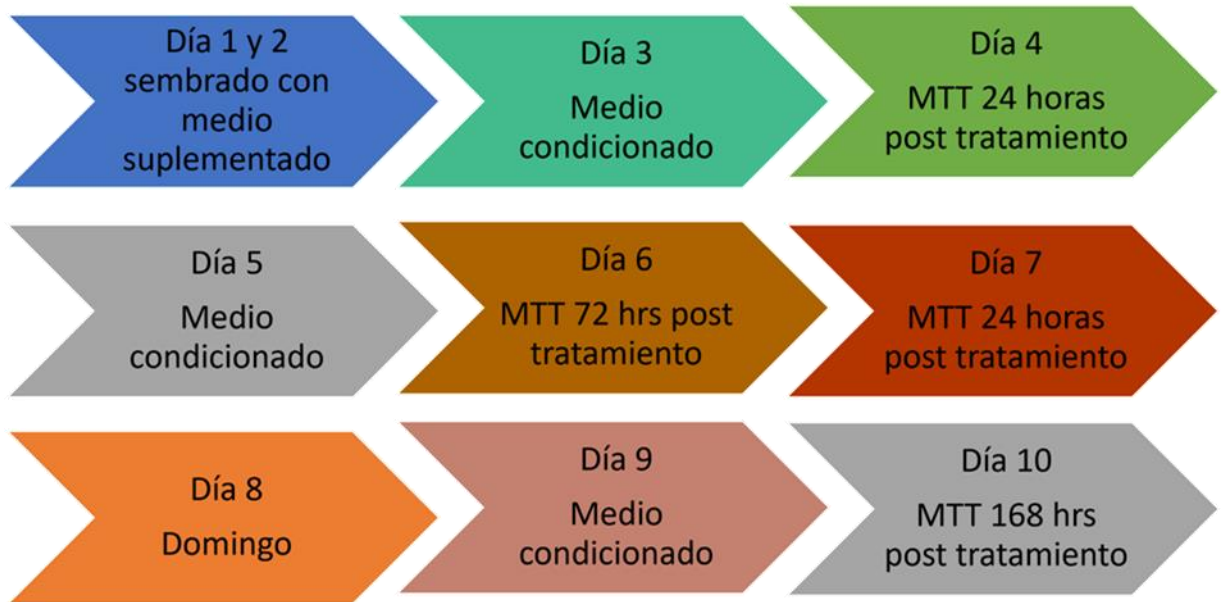 Día 1 y 2
sembrado con
medio
suplementado
Día 3
Medio
condicionado
Día 4
MTT 24 horas
post tratamiento
Día 5
Medio
condicionado
Día 6
MTT 72 hrs post
tratamiento
Día 7
MTT 24 horas
post tratamiento
Día 8
Domingo
Día 9
Medio
condicionado
Día 10
MTT 168 hrs
post tratamiento